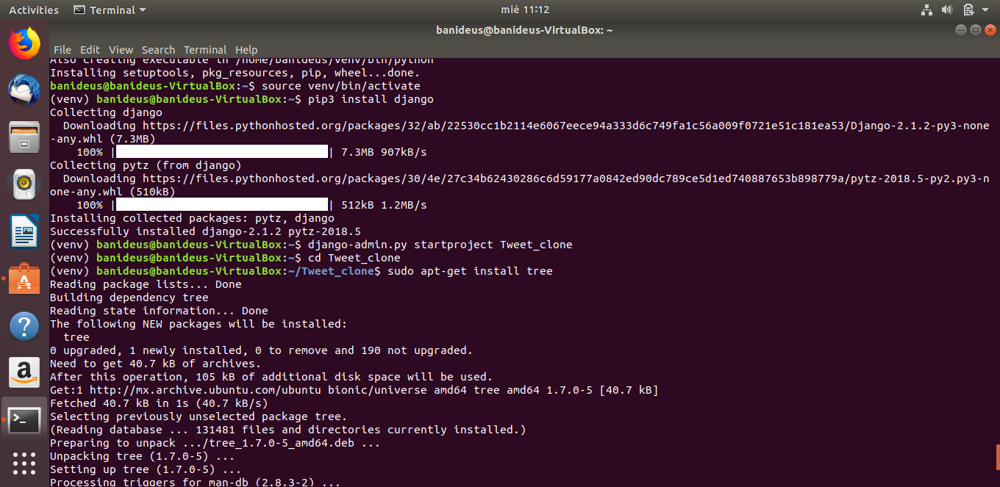 Activities Terminal mié 11:12
banideus@banideus-VirtualBox: ~
File Edit View Search Terminal Help
Also creating executable in /home/banideus/venv/bin/python
Installing setuptools, pkg_resources, pip, wheel...done.
banideus@banideus-VirtualBox:~$ source venv/bin/activate
(venv) banideus@banideus-VirtualBox:~$ pip3 install django
Collecting django
  Downloading https://files.pythonhosted.org/packages/32/ab/22530cc1b2114e6067eece94a333d6c749fa1c56a009f0721e51c181ea53/Django-2.1.2-py3-none
-any.whl (7.3MB)
    100% | | 7.3MB 907kB/s
Collecting pytz (from django)
  Downloading https://files.pythonhosted.org/packages/30/4e/27c34b62430286c6d59177a0842ed90dc789ce5d1ed740887653b898779a/pytz-2018.5-py2.py3-n
one-any.whl (510kB)
    100% | | 512kB 1.2MB/s
Installing collected packages: pytz, django
Successfully installed django-2.1.2 pytz-2018.5
(venv) banideus@banideus-VirtualBox:~$ django-admin.py startproject Tweet_clone
(venv) banideus@banideus-VirtualBox:~$ cd Tweet_clone
(venv) banideus@banideus-VirtualBox:~/Tweet_clone$ sudo apt-get install tree
Reading package lists... Done
Building dependency tree
Reading state information... Done
The following NEW packages will be installed:
  tree
0 upgraded, 1 newly installed, 0 to remove and 190 not upgraded.
Need to get 40.7 kB of archives.
After this operation, 105 kB of additional disk space will be used.
Get:1 http://mx.archive.ubuntu.com/ubuntu bionic/universe amd64 tree amd64 1.7.0-5 [40.7 kB]
Fetched 40.7 kB in 1s (40.7 kB/s)
Selecting previously unselected package tree.
(Reading database ... 131481 files and directories currently installed.)
Preparing to unpack .../tree_1.7.0-5_amd64.deb ...
Unpacking tree (1.7.0-5) ...
Setting up tree (1.7.0-5) ...
Processing triggers for man-db (2.8.3-2) ...